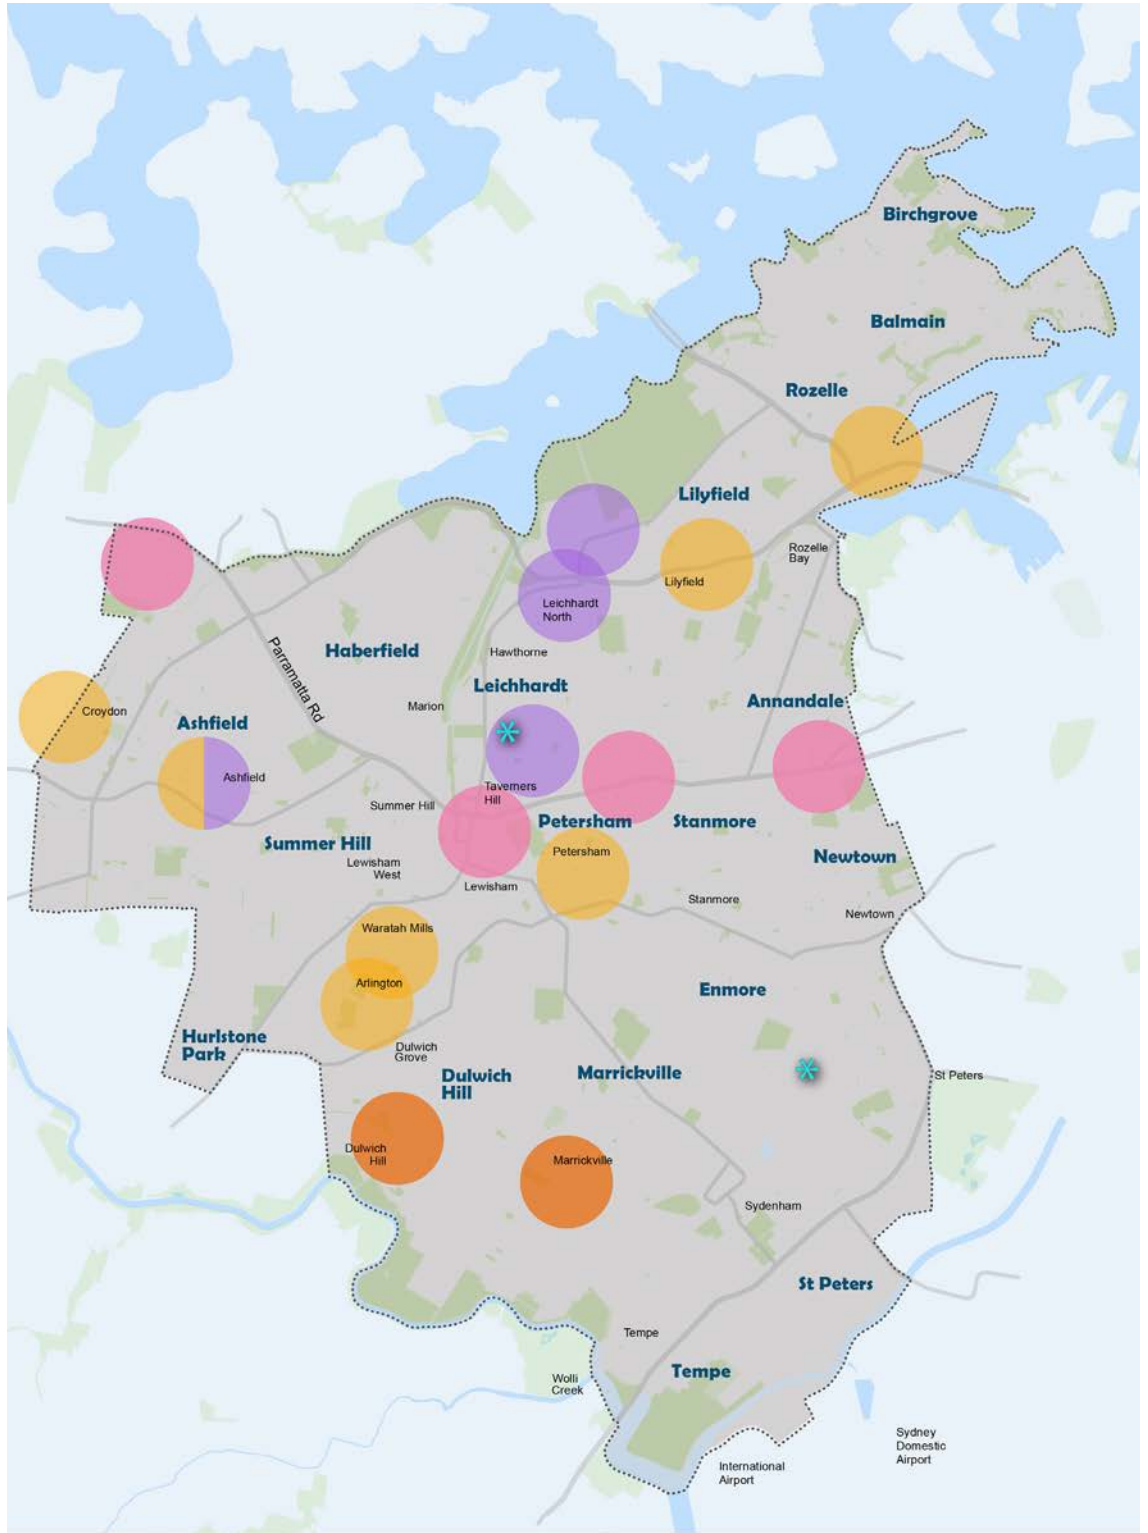 Birchgrove
Balmain
Rozelle
Lilyfield
Rozelle
Bay
Lilyfield
Leichhardt
North
Parramatta Rd
Haberfield
Hawthorne
Leichhardt
Marion
Annandale
Croydon
Ashfield
Ashfield
Taverners
Hill
Summer Hill
Petersham
Stanmore
Summer Hill
Petersham
Newtown
Lewisham
West
Lewisham
Stanmore
Newtown
Waratah Mills
Arlington
Enmore
Hurlstone
Park
Dulwich
Grove
Dulwich
Hill
Marrickville
St Peters
Dulwich
Hill
Marrickville
Sydenham
St Peters
Tempe
Tempe
Wolli
Creek
Sydney
Domestic
Airport
International
Airport